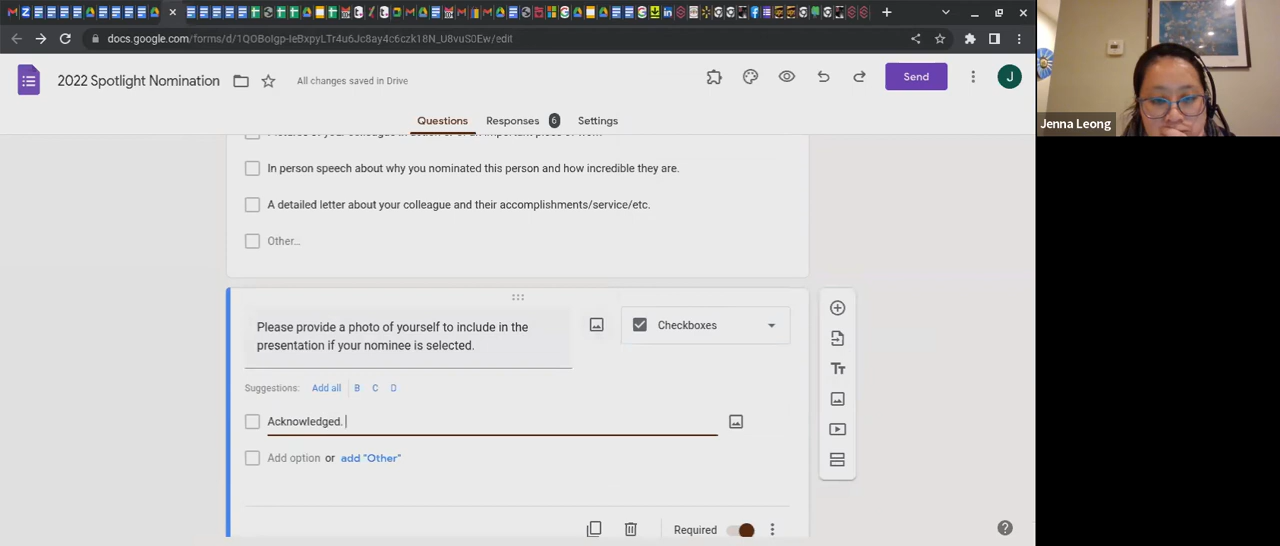 docs.google.com/forms/d/1QOBoIgp-IeBxpyLTr4u6Jc8ay4c6czk18N_U8vuS0Ew/edit
2022 Spotlight Nomination
All changes saved in Drive
Send
J
Questions
Responses 6
Settings
Jenna Leong
In person speech about why you nominated this person and how incredible they are.
A detailed letter about your colleague and their accomplishments/service/etc.
Other...
Please provide a photo of yourself to include in the
presentation if your nominee is selected.
Checkboxes
Suggestions: Add all B C D
Acknowledged.
Add option or add "Other"
Required